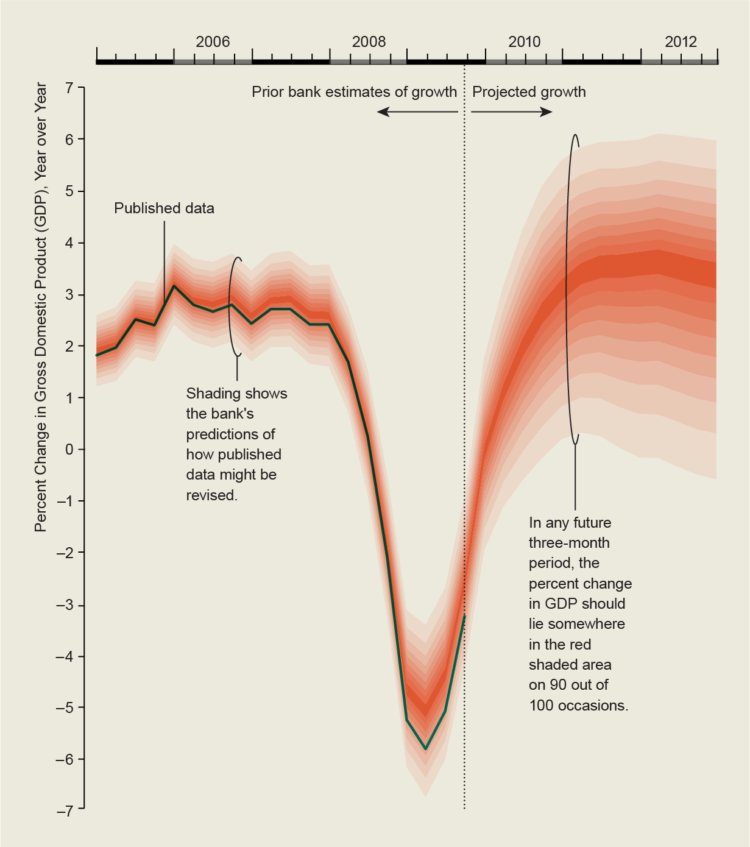 2006 2008 2010 2012
Prior bank estimates of growth Projected growth
Percent Change in Gross Domestic Product (GDP), Year over Year
7
6
5
4
3
2
1
0
–1
–2
–3
–4
–5
–6
–7
Published data
Shading shows
the bank's
predictions of
how published
data might be
revised.
In any future
three-month
period, the
percent change
in GDP should
lie somewhere
in the red
shaded area
on 90 out of
100 occasions.